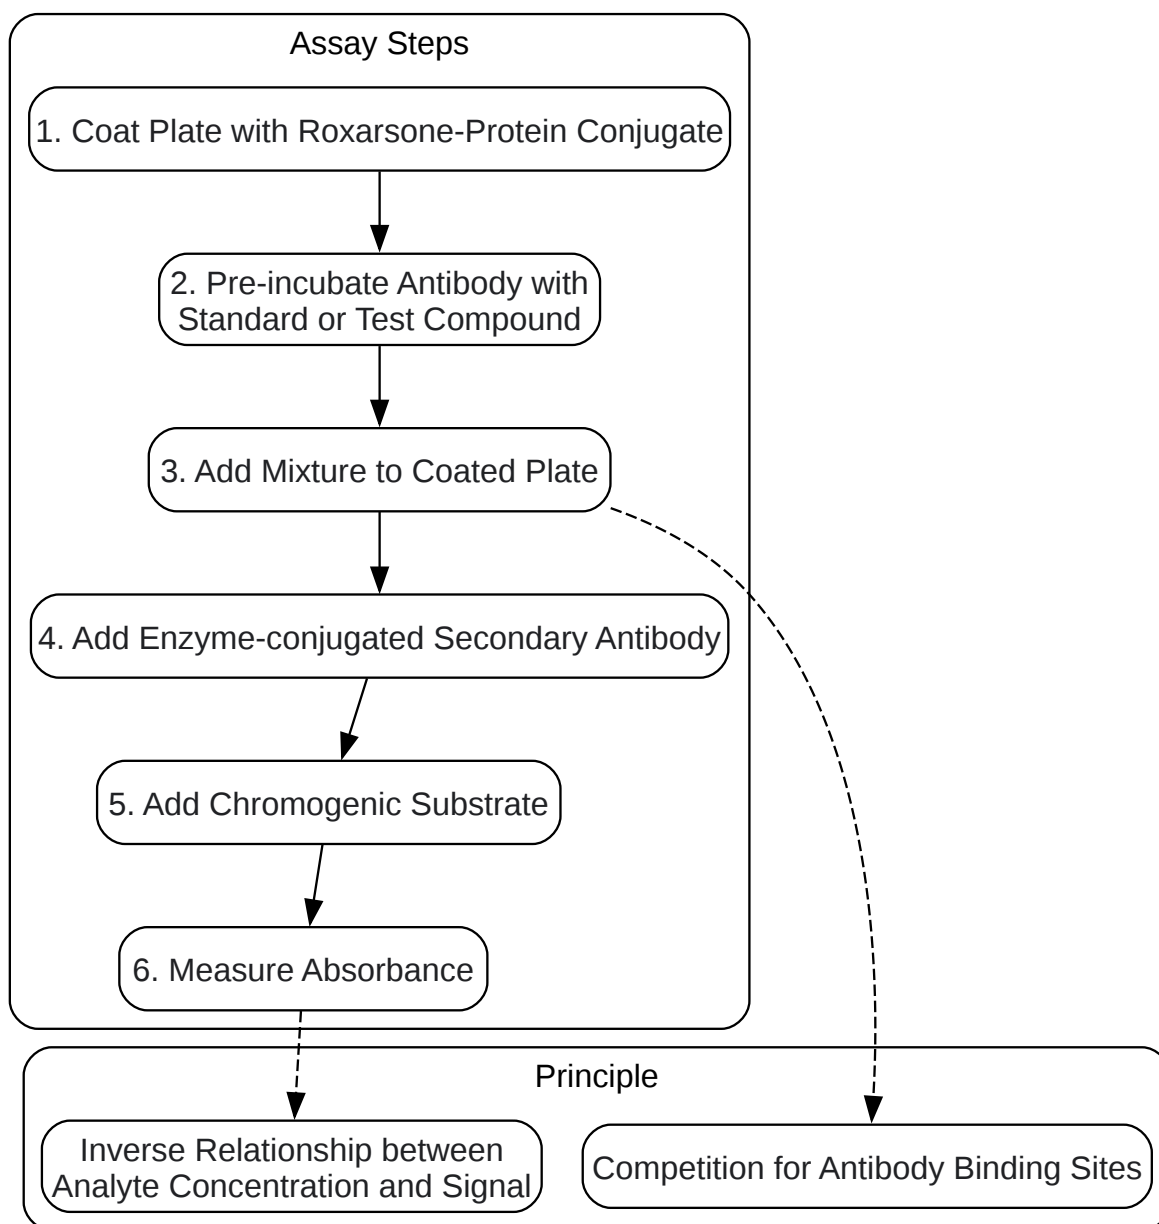 Assay Steps
1. Coat Plate with Roxarsone-Protein Conjugate
2. Pre-incubate Antibody with
Standard or Test Compound
3. Add Mixture to Coated Plate
4. Add Enzyme-conjugated Secondary Antibody
5. Add Chromogenic Substrate
6. Measure Absorbance
Principle
Inverse Relationship between
Analyte Concentration and Signal
Competition for Antibody Binding Sites